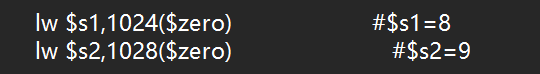 lw $s1,1024($zero) #$s1=8
lw $s2,1028($zero) #$s2=9